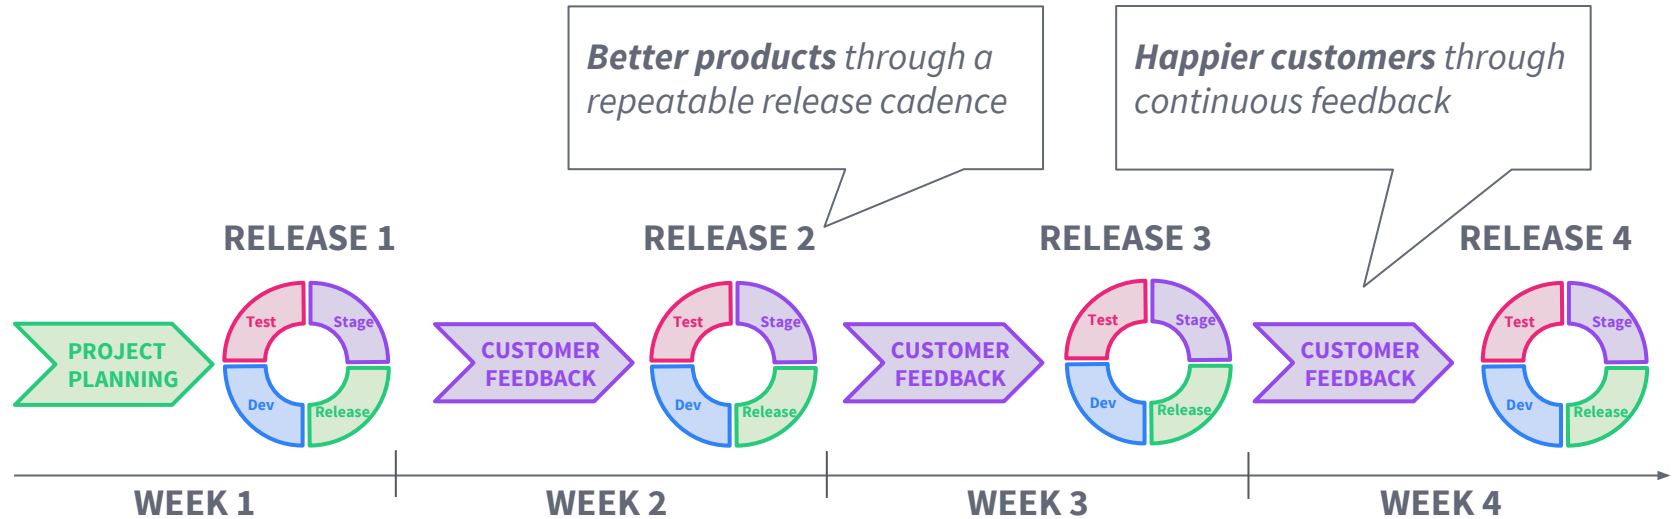 Better products through a
repeatable release cadence
Happier customers through
continuous feedback
RELEASE 1
RELEASE 2
RELEASE 3
RELEASE 4
PROJECT
PLANNING
Test
Stage
Dev
Release
CUSTOMER
FEEDBACK
Test
Stage
Dev
Release
CUSTOMER
FEEDBACK
Test
Stage
Dev
Release
CUSTOMER
FEEDBACK
Test
Stage
Dev
Release
WEEK 1
WEEK 2
WEEK 3
WEEK 4